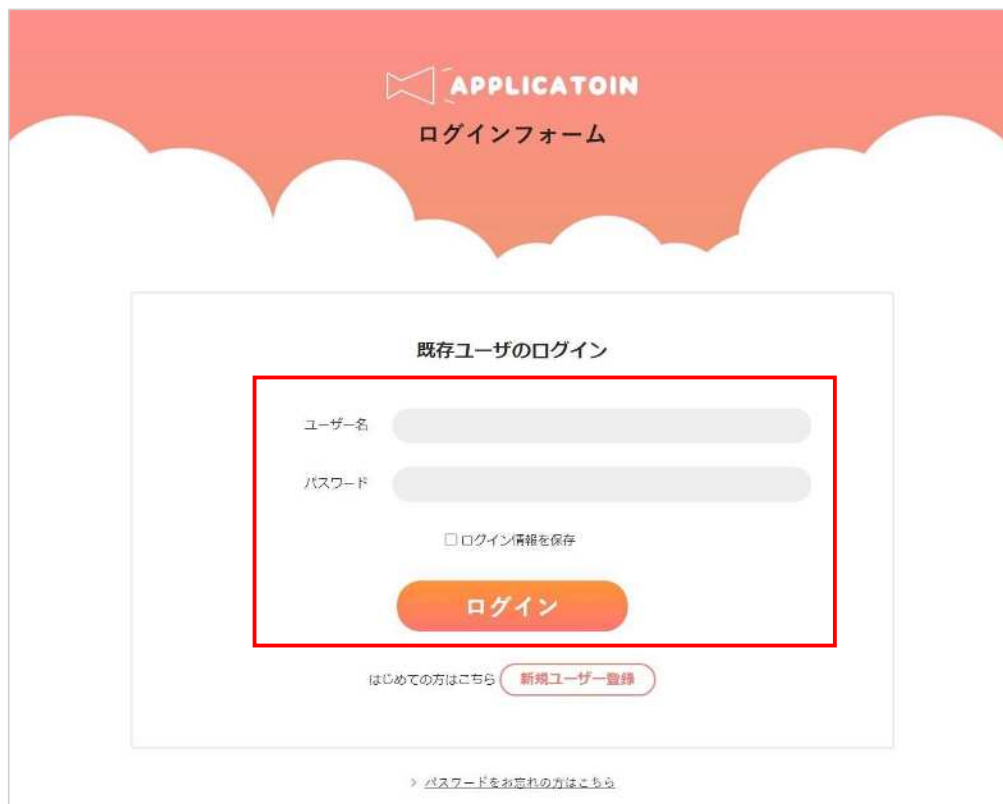 APPLICATOIN
ログインフォーム
既存ユーザのログイン
ユーザー名
パスワード
ログイン情報を保存
ログイン
はじめての方はこちら 新規ユーザー登録
> パスワードをお忘れの方はこちら